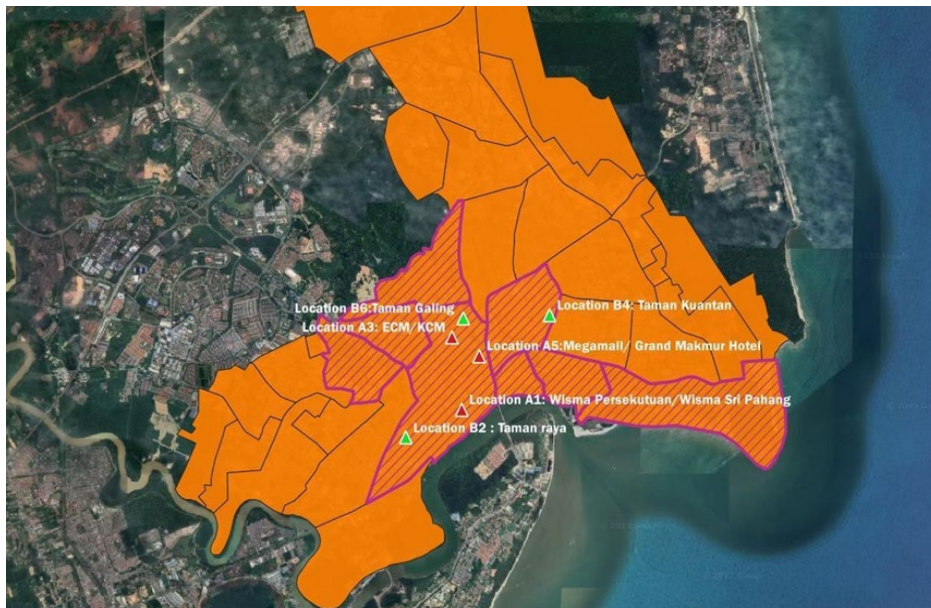 Location B6:Taman Galing
Location B4: Taman Kuantan
Location A3: ECM/KCM
Location A5:Megamall/ Grand Makmur Hotel
Location A1: Wisma Persekutuan/Wisma Sri Pahang
Location B2 : Taman raya